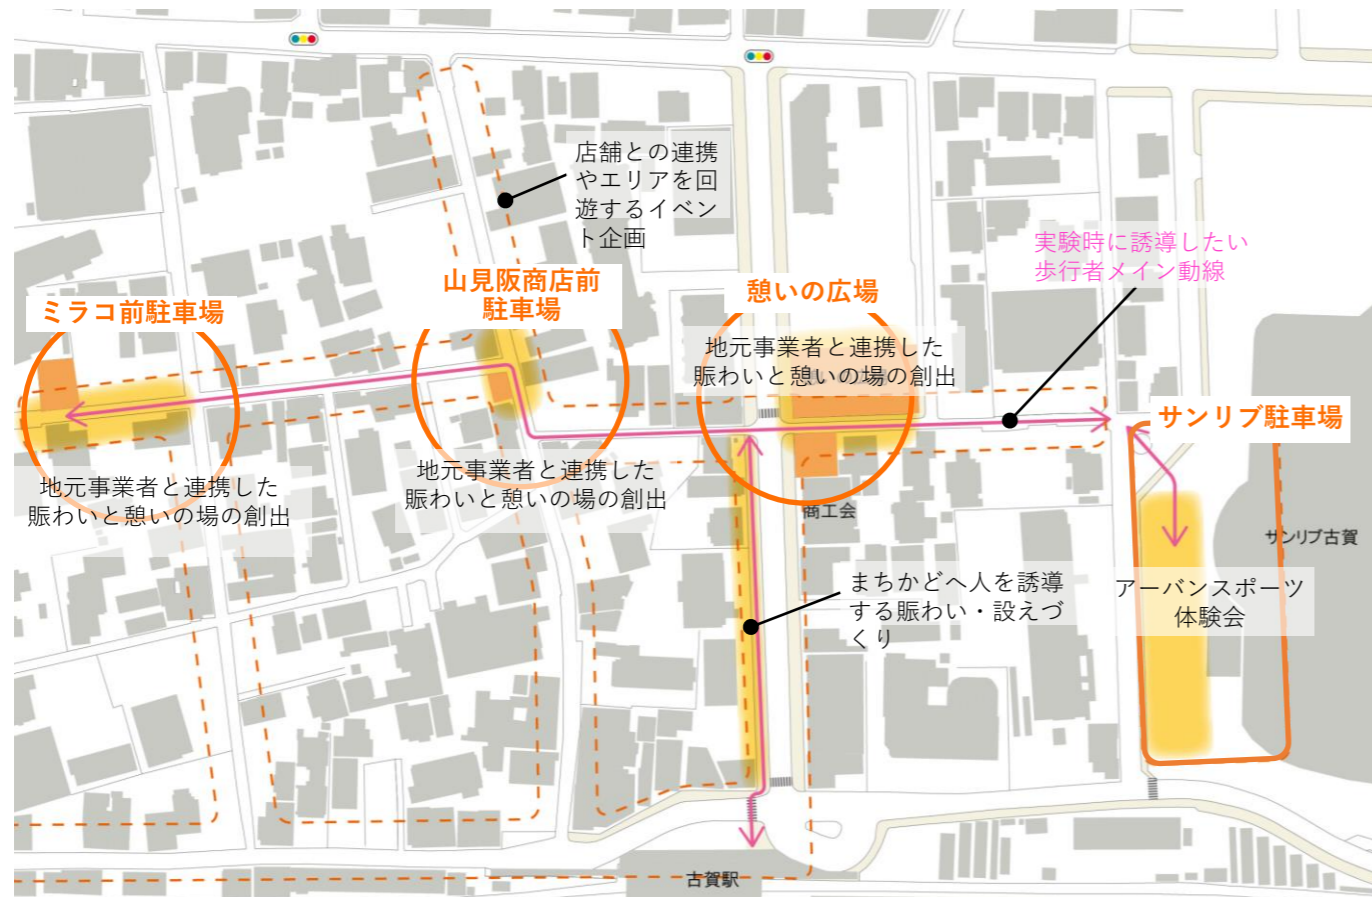 店舗との連携
やエリアを回
遊するイベン
ト企画
実験時に誘導したい
歩行者メイン動線
ミラコ前駐車場
山見阪商店前
駐車場
憩いの広場
サンリブ駐車場
地元事業者と連携した
賑わいと憩いの場の創出
地元事業者と連携した
賑わいと憩いの場の創出
地元事業者と連携した
賑わいと憩いの場の創出
商工会
サンリブ古賀
まちかどへ人を誘導
する賑わい・設えづ
くり
アーバンスポーツ
体験会
古賀駅